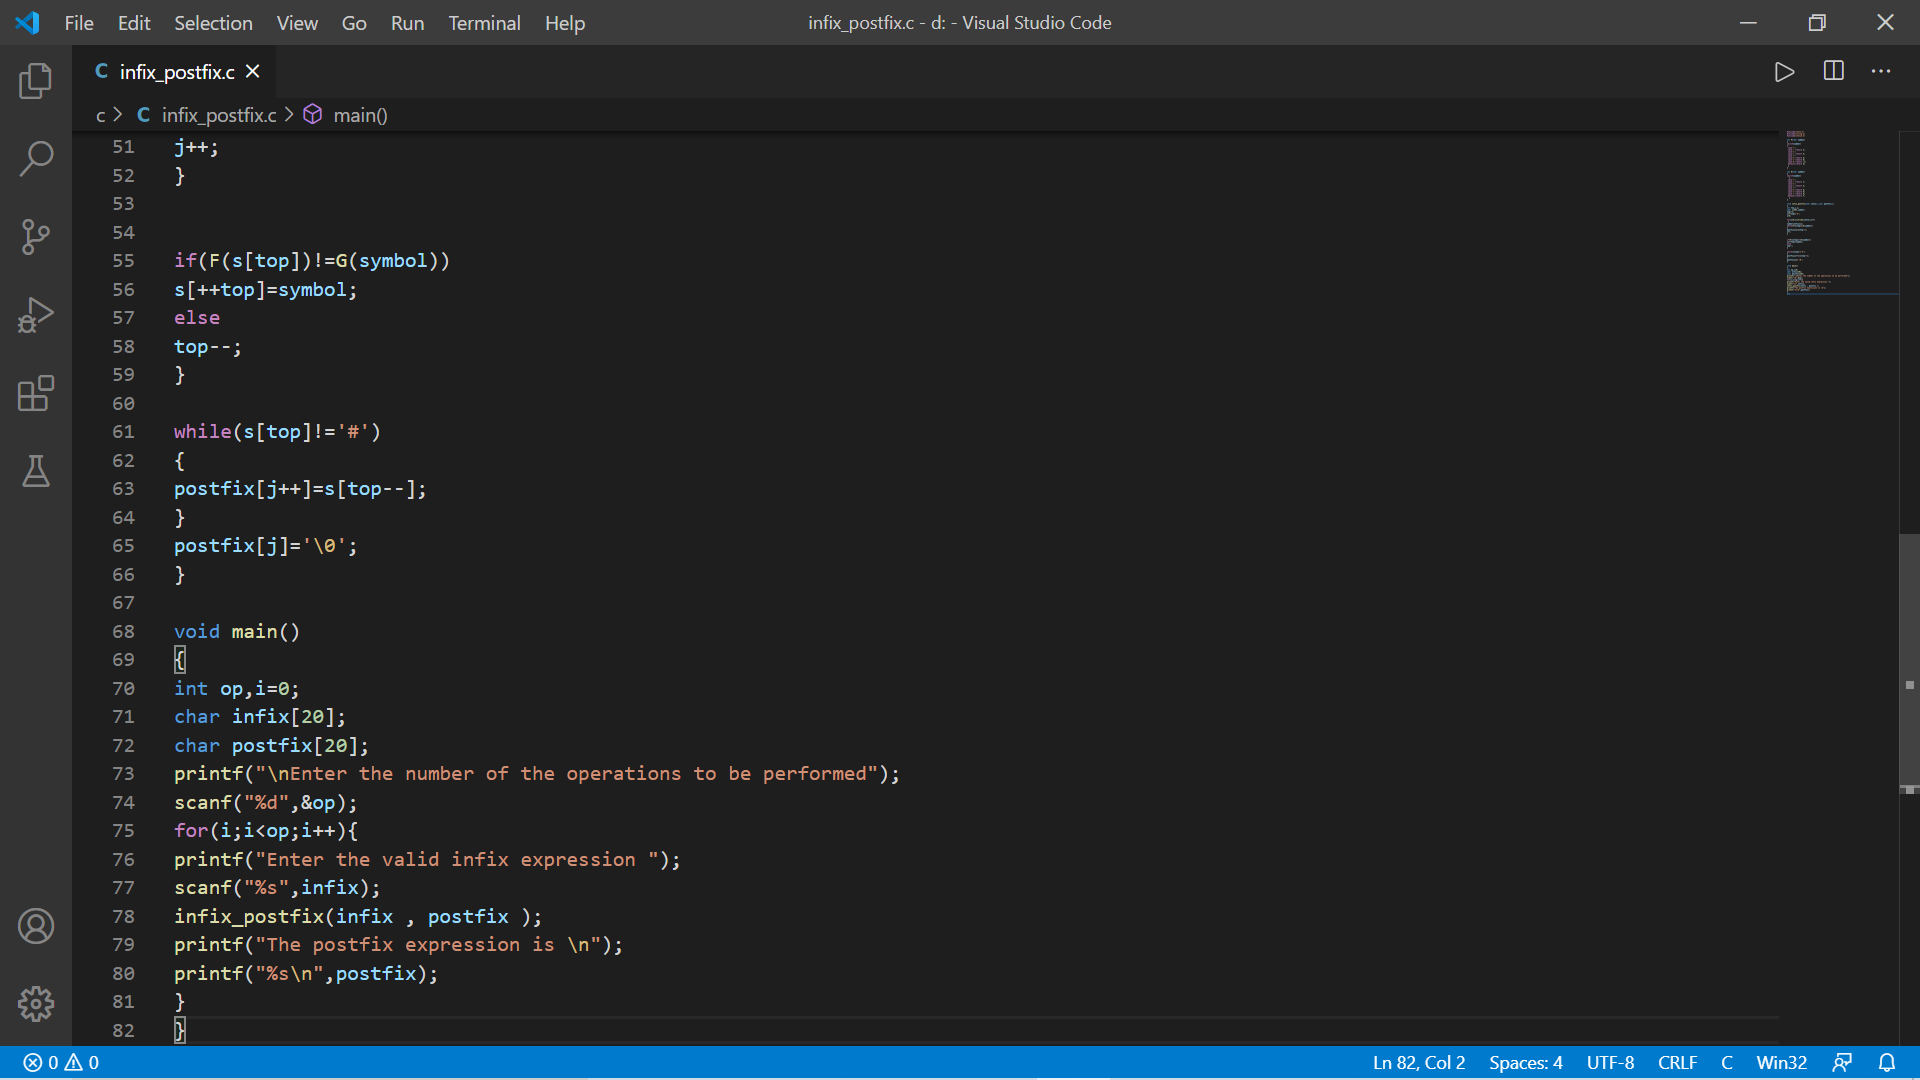 File Edit Selection View Go Run Terminal Help infix_postfix.c - d: - Visual Studio Code
C infix_postfix.c
c > C infix_postfix.c > main()
51 j++;
52 }
53
54
55 if(F(s[top])!=G(symbol))
56 s[++top]=symbol;
57 else
58 top--;
59 }
60
61 while(s[top]!='#')
62 {
63 postfix[j++]=s[top--];
64 }
65 postfix[j]='\0';
66 }
67
68 void main()
69 {
70 int op,i=0;
71 char infix[20];
72 char postfix[20];
73 printf("\nEnter the number of the operations to be performed");
74 scanf("%d",&op);
75 for(i;i<op;i++){
76 printf("Enter the valid infix expression ");
77 scanf("%s",infix);
78 infix_postfix(infix , postfix );
79 printf("The postfix expression is \n");
80 printf("%s\n",postfix);
81 }
82 }
0 0 Ln 82, Col 2 Spaces: 4 UTF-8 CRLF C Win32